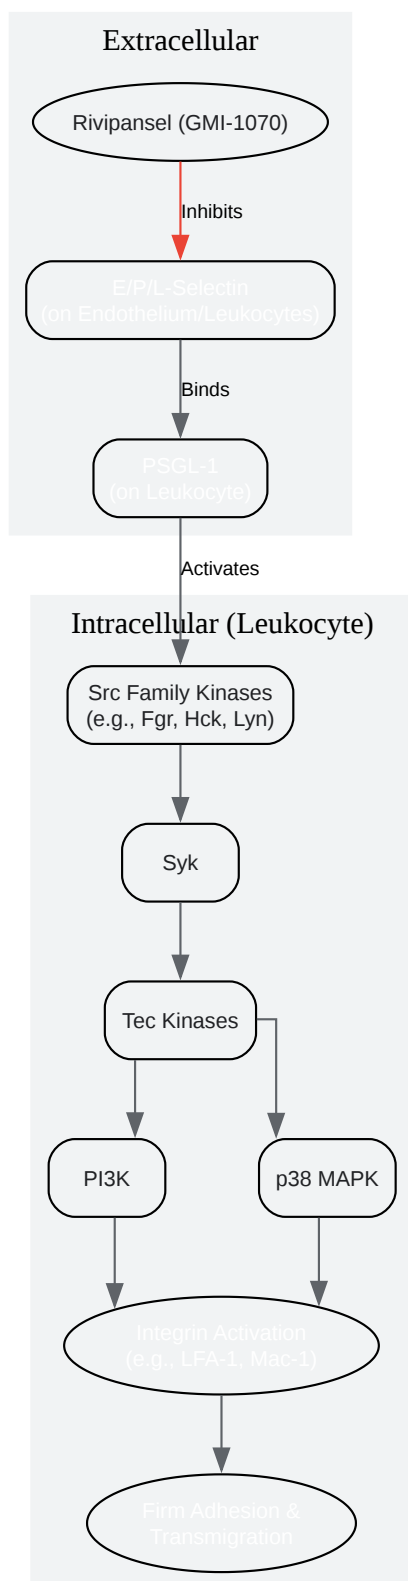 Extracellular
Rivipansel (GMI-1070)
Inhibits
E/P/L-Selectin
(on Endothelium/Leukocytes)
Binds
PSGL-1
(on Leukocyte)
Activates
Intracellular (Leukocyte)
Src Family Kinases
(e.g., Fgr, Hck, Lyn)
Syk
Tec Kinases
PI3K
p38 MAPK
Integrin Activation
(e.g., LFA-1, Mac-1)
Firm Adhesion &
Transmigration